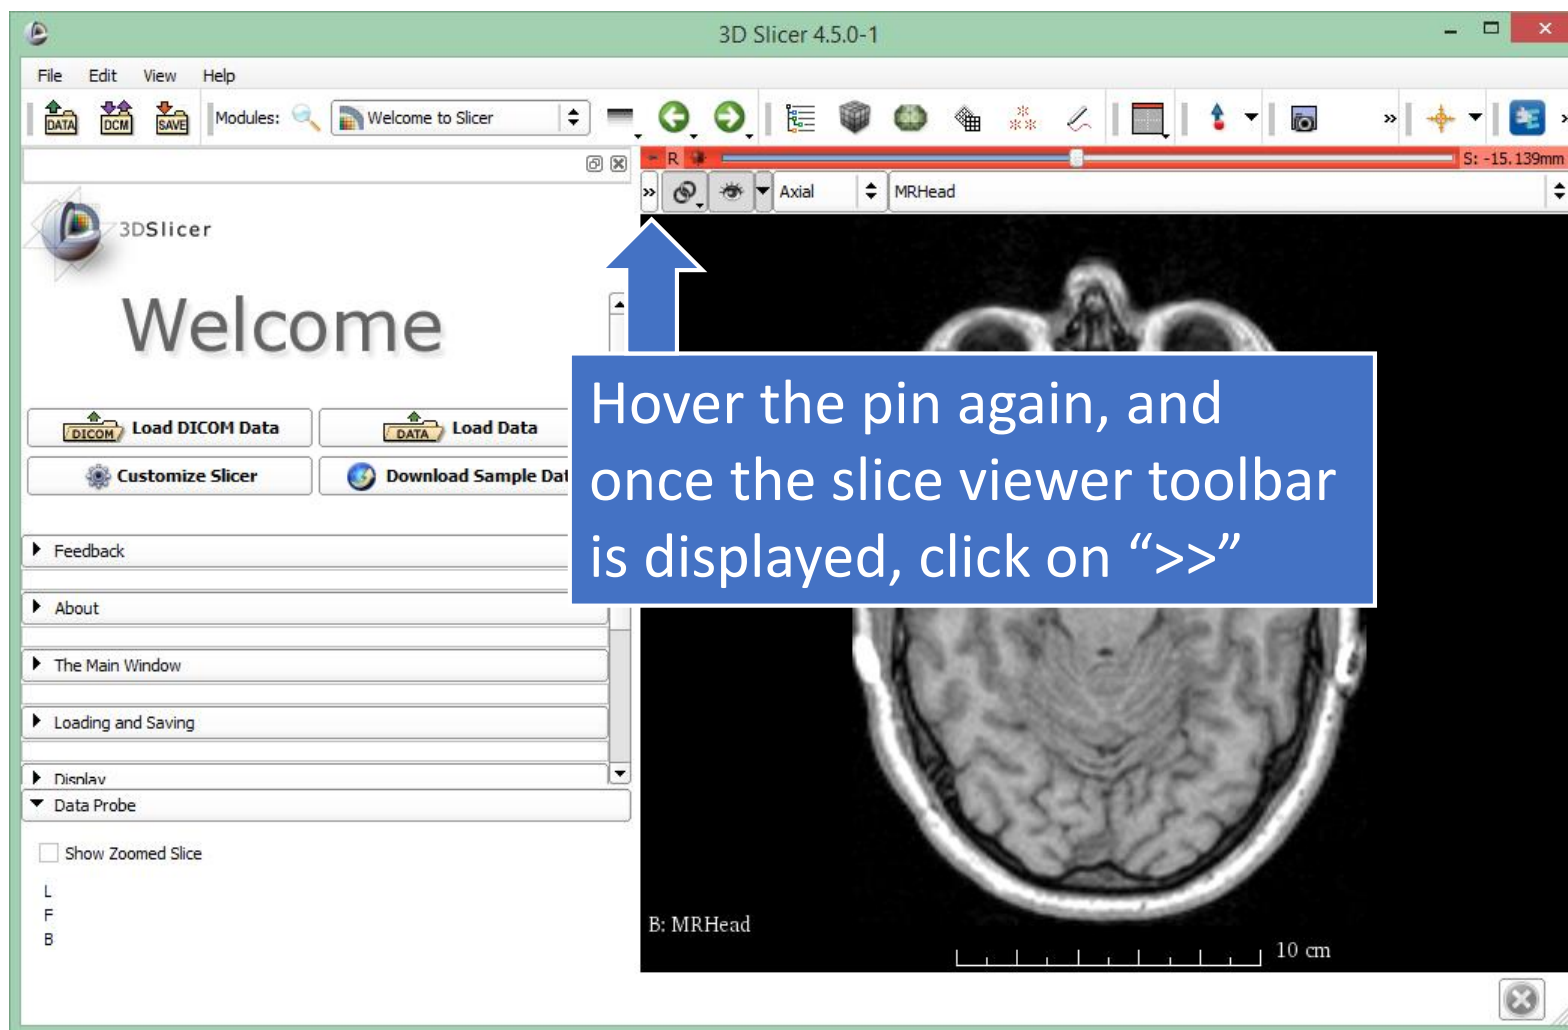 3D Slicer 4.5.0-1
File Edit View Help
DATA DCM SAVE Modules: Welcome to Slicer » »
R S: -15.139mm
» Axial MRHead
3DSlicer
Welcome
Hover the pin again, and
once the slice viewer toolbar
is displayed, click on “>>”
DICOM Load DICOM Data DATA Load Data
Customize Slicer Download Sample Dat
Feedback
About
The Main Window
Loading and Saving
Display
Data Probe
Show Zoomed Slice
L
F
B
B: MRHead
10 cm